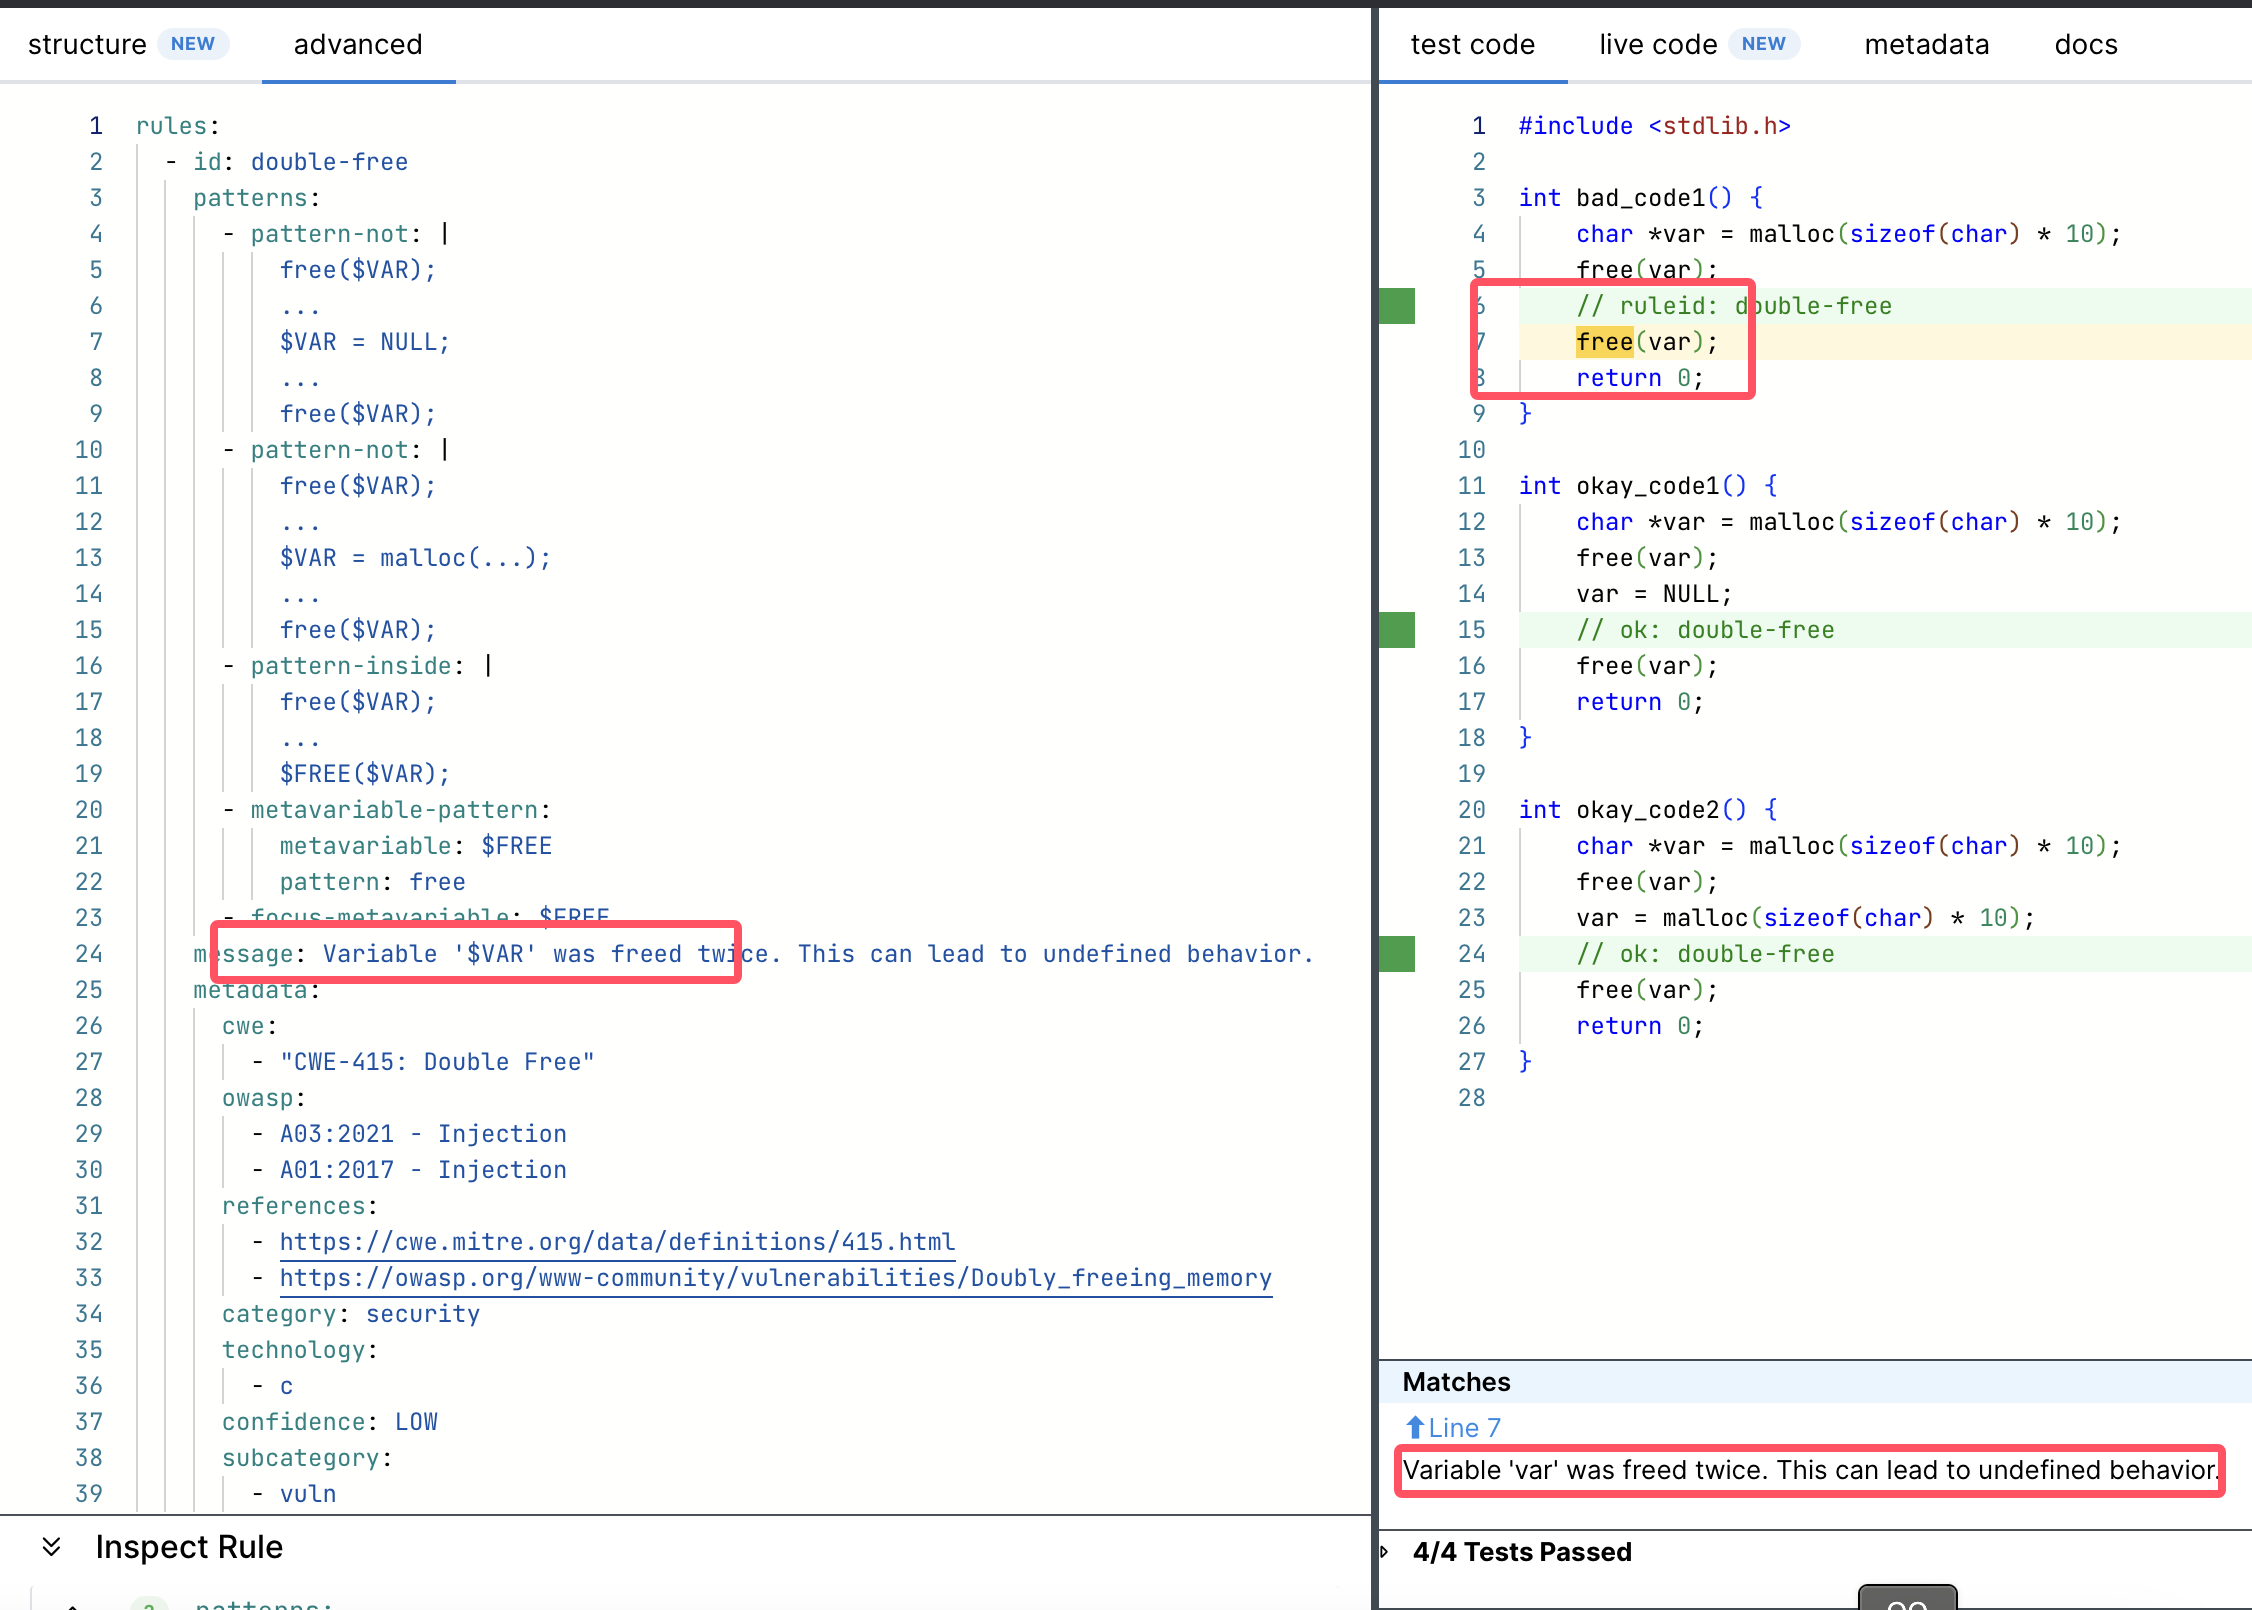 structure NEW advanced
1 rules:
2 - id: double-free
3 patterns:
4 - pattern-not: |
5 free($VAR);
6 ...
7 $VAR = NULL;
8 ...
9 free($VAR);
10 - pattern-not: |
11 free($VAR);
12 ...
13 $VAR = malloc(...);
14 ...
15 free($VAR);
16 - pattern-inside: |
17 free($VAR);
18 ...
19 $FREE($VAR);
20 - metavariable-pattern:
21 metavariable: $FREE
22 pattern: free
23 - focus-metavariable: $FREE
24 message: Variable '$VAR' was freed twice. This can lead to undefined behavior.
25 metadata:
26 cwe:
27 - "CWE-415: Double Free"
28 owasp:
29 - A03:2021 - Injection
30 - A01:2017 - Injection
31 references:
32 - https://cwe.mitre.org/data/definitions/415.html
33 - https://owasp.org/www-community/vulnerabilities/Doubly_freeing_memory
34 category: security
35 technology:
36 - c
37 confidence: LOW
38 subcategory:
39 - vuln
Inspect Rule
patterns:
test code live code NEW metadata docs
1 #include <stdlib.h>
2
3 int bad_code1() {
4 char *var = malloc(sizeof(char) * 10);
5 free(var);
6 // ruleid: double-free
7 free(var);
8 return 0;
9 }
10
11 int okay_code1() {
12 char *var = malloc(sizeof(char) * 10);
13 free(var);
14 var = NULL;
15 // ok: double-free
16 free(var);
17 return 0;
18 }
19
20 int okay_code2() {
21 char *var = malloc(sizeof(char) * 10);
22 free(var);
23 var = malloc(sizeof(char) * 10);
24 // ok: double-free
25 free(var);
26 return 0;
27 }
28
Matches
Line 7
Variable 'var' was freed twice. This can lead to undefined behavior.
4/4 Tests Passed